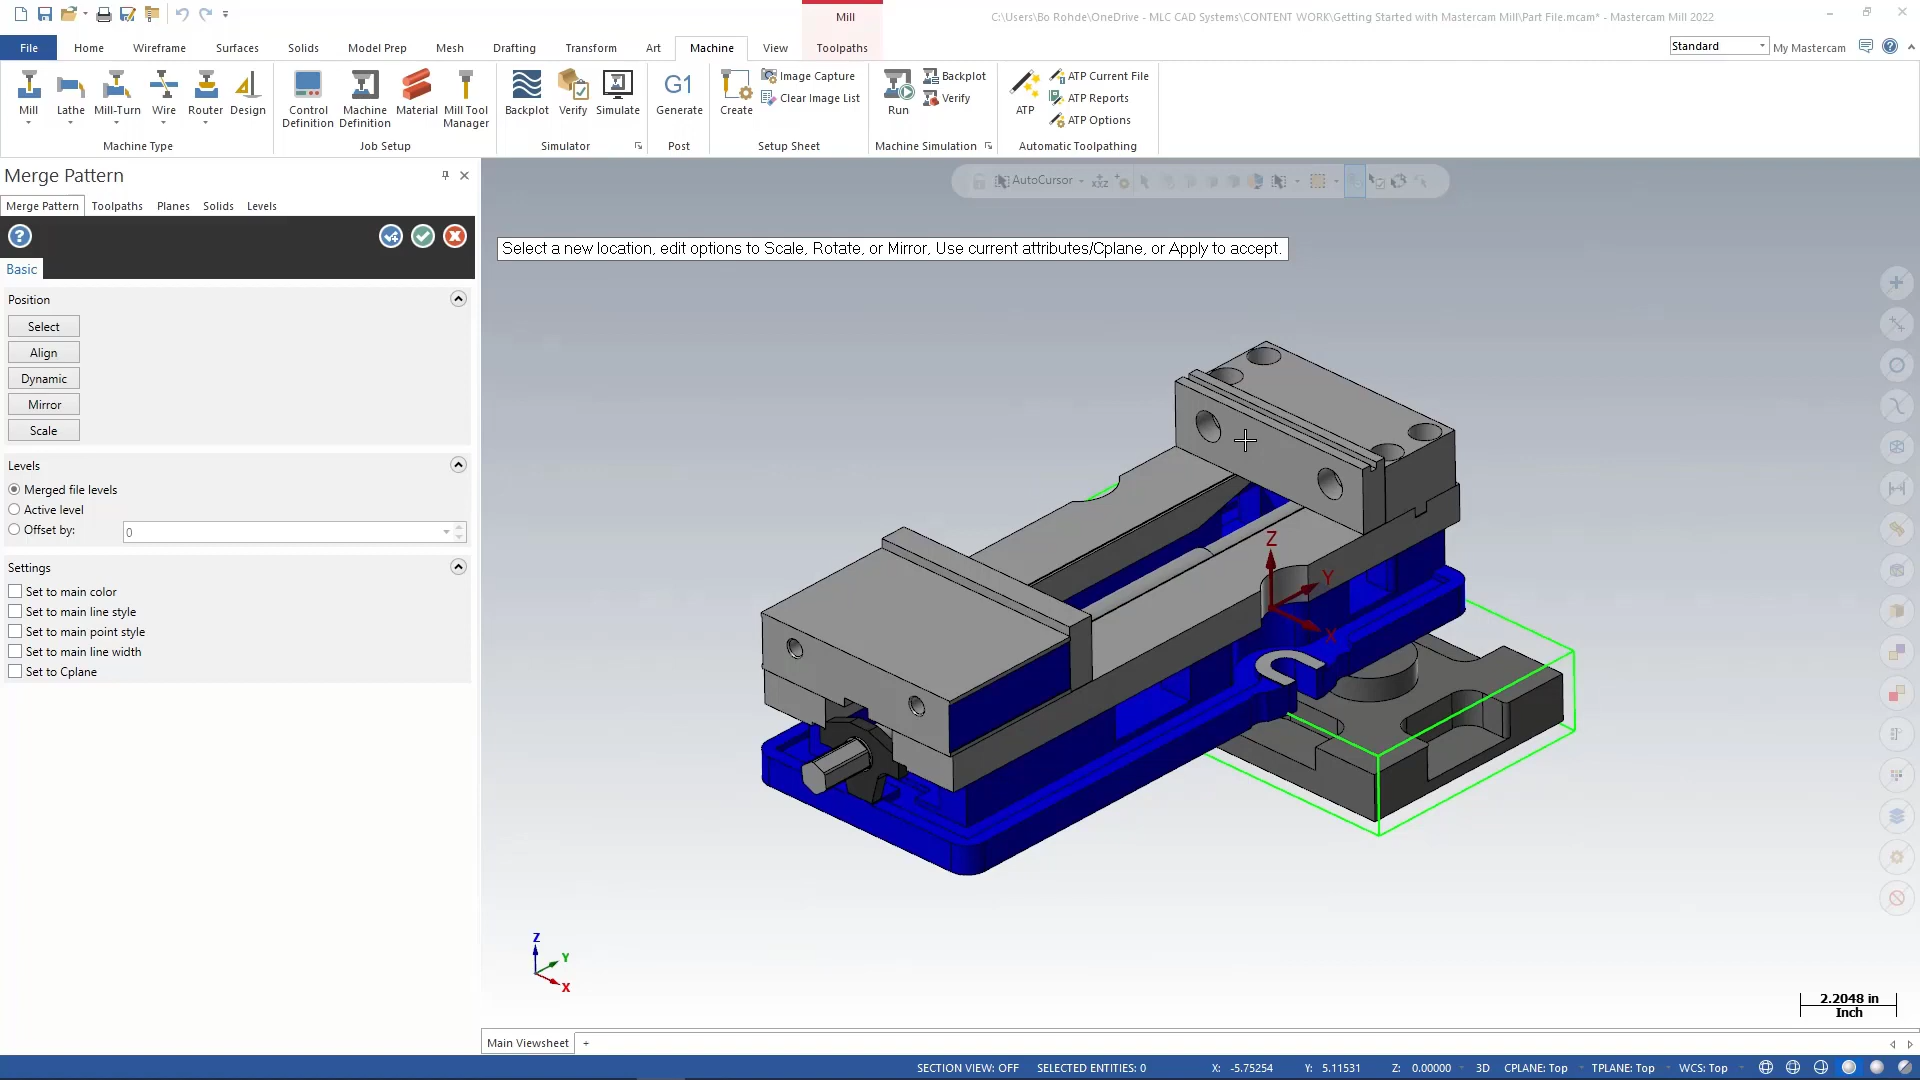 Mill
C:\Users\Bo Rohde\OneDrive - MLC CAD Systems\CONTENT WORK\Getting Started with Mastercam Mill\Part File.mcam* - Mastercam Mill 2022
File Home Wireframe Surfaces Solids Model Prep Mesh Drafting Transform Art Machine View Toolpaths
Standard My Mastercam
Mill Lathe Mill-Turn Wire Router Design
Machine Type
Control Definition Machine Definition Material Mill Tool Manager
Job Setup
Backplot Verify Simulate
Simulator
G1
Generate
Post
Create Image Capture
Clear Image List
Setup Sheet
Run Backplot
Verify
Machine Simulation
ATP ATP Current File
ATP Reports
ATP Options
Automatic Toolpathing
Merge Pattern
Merge Pattern Toolpaths Planes Solids Levels
Basic
Position
Select
Align
Dynamic
Mirror
Scale
Levels
Merged file levels
Active level
Offset by: 0
Settings
Set to main color
Set to main line style
Set to main point style
Set to main line width
Set to Cplane
AutoCursor
Select a new location, edit options to Scale, Rotate, or Mirror, Use current attributes/Cplane, or Apply to accept.
Z
Y
X
Z
Y
X
2.2048 in
Inch
Main Viewsheet +
SECTION VIEW: OFF SELECTED ENTITIES: 0 X: -5.75254 Y: 5.11531 Z: 0.00000 3D CPLANE: Top TPLANE: Top WCS: Top